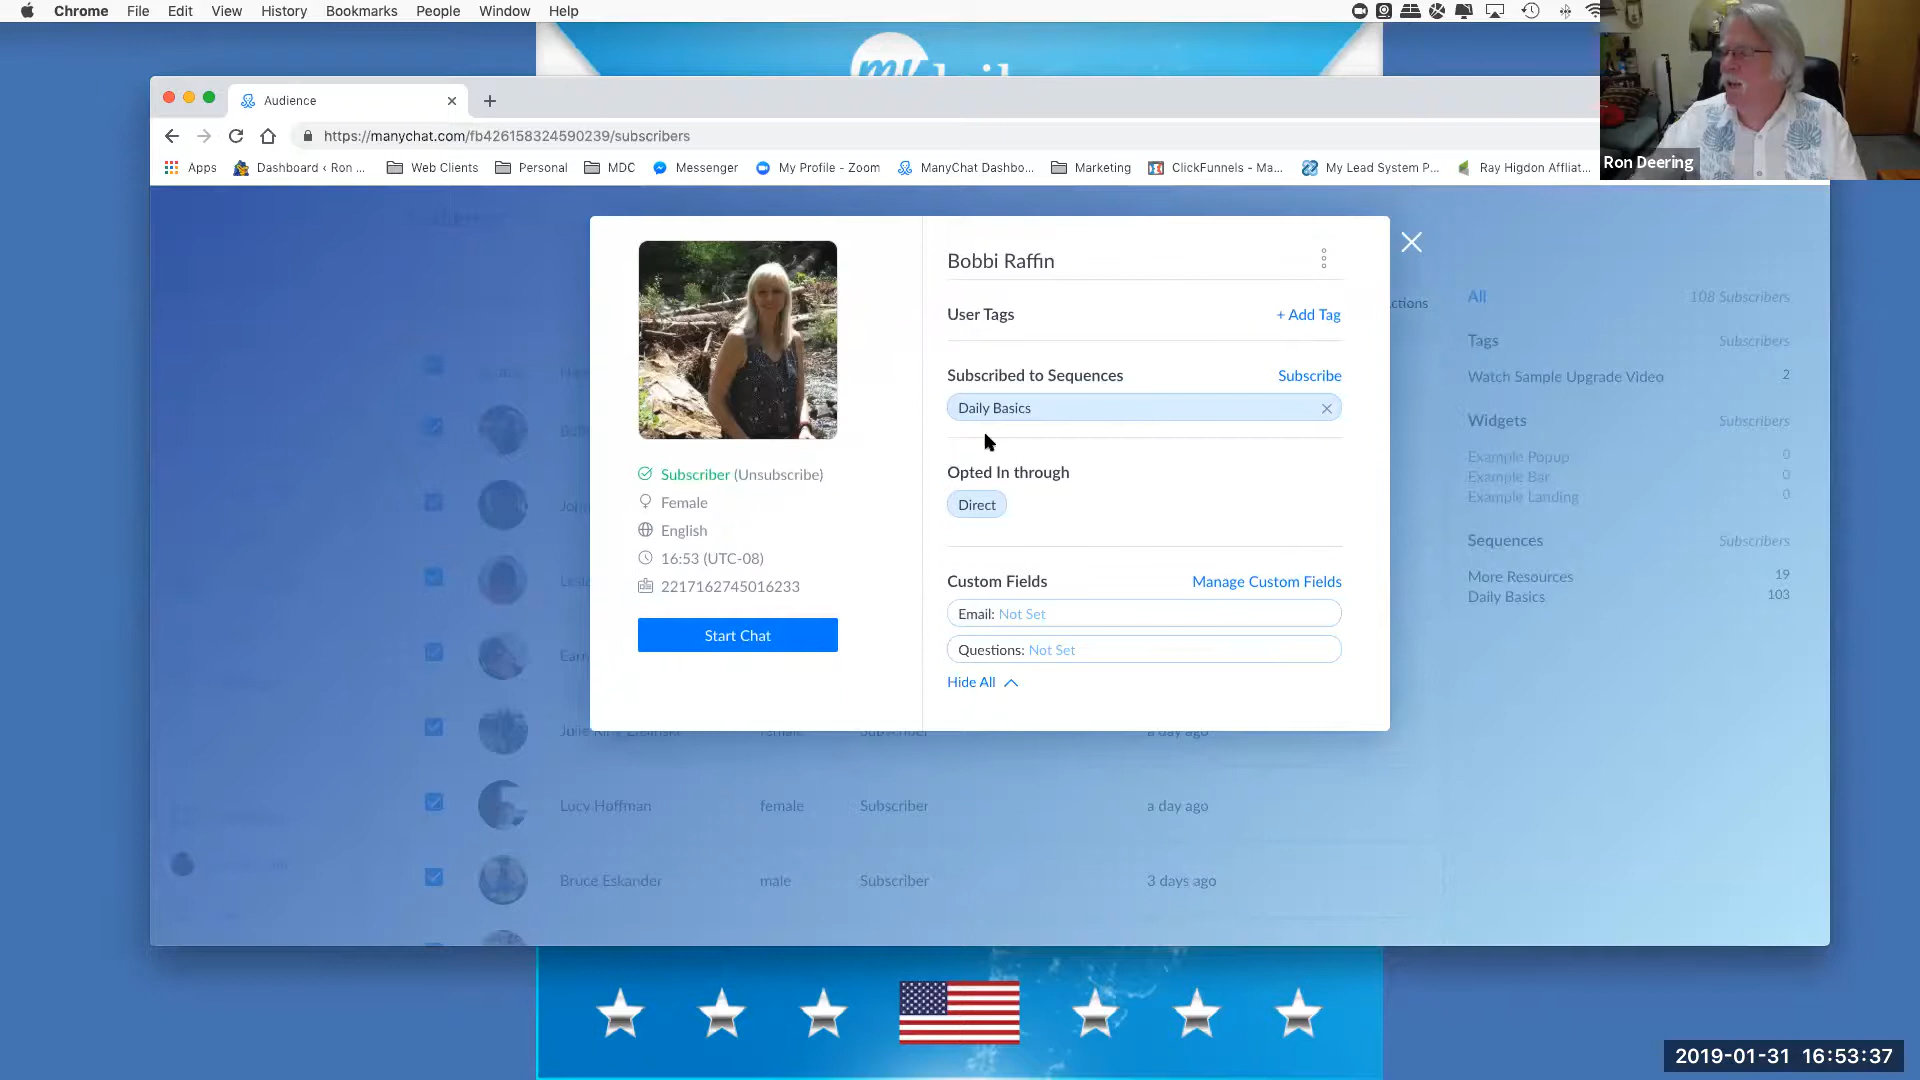 Chrome File Edit View History Bookmarks People Window Help
my
Audience
https://manychat.com/fb426158324590239/subscribers
Apps Dashboard ‹ Ron ... Web Clients Personal MDC Messenger My Profile - Zoom ManyChat Dashbo... Marketing ClickFunnels - Ma... My Lead System P... Ray Higdon Affliat...
Ron Deering
Bobbi Raffin
User Tags + Add Tag
Subscribed to Sequences Subscribe
Daily Basics
Opted In through
Direct
Custom Fields Manage Custom Fields
Email: Not Set
Questions: Not Set
Hide All
Subscriber (Unsubscribe)
Female
English
16:53 (UTC-08)
2217162745016233
Start Chat
ctions
All 108 Subscribers
Tags Subscribers
Watch Sample Upgrade Video 2
Widgets Subscribers
Example Popup 0
Example Bar 0
Example Landing 0
Sequences Subscribers
More Resources 19
Daily Basics 103
a day ago
Lucy Hoffman female Subscriber a day ago
Bruce Eskander male Subscriber 3 days ago
2019-01-31 16:53:37